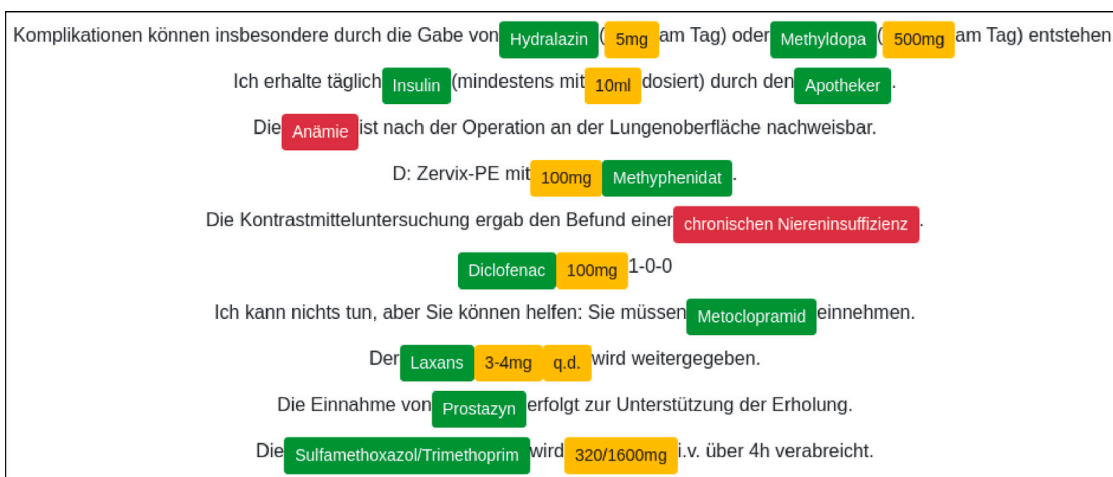 Komplikationen können insbesondere durch die Gabe von Hydralazin ( 5mg am Tag) oder Methyldopa ( 500mg am Tag) entstehen
Ich erhalte täglich Insulin (mindestens mit 10ml dosiert) durch den Apotheker .
Die Anämie ist nach der Operation an der Lungenoberfläche nachweisbar.
D: Zervix-PE mit 100mg Methyphenidat .
Die Kontrastmitteluntersuchung ergab den Befund einer chronischen Niereninsuffizienz .
Diclofenac 100mg 1-0-0
Ich kann nichts tun, aber Sie können helfen: Sie müssen Metoclopramid einnehmen.
Der Laxans 3-4mg q.d. wird weitergegeben.
Die Einnahme von Prostazyn erfolgt zur Unterstützung der Erholung.
Die Sulfamethoxazol/Trimethoprim wird 320/1600mg i.v. über 4h verabreicht.